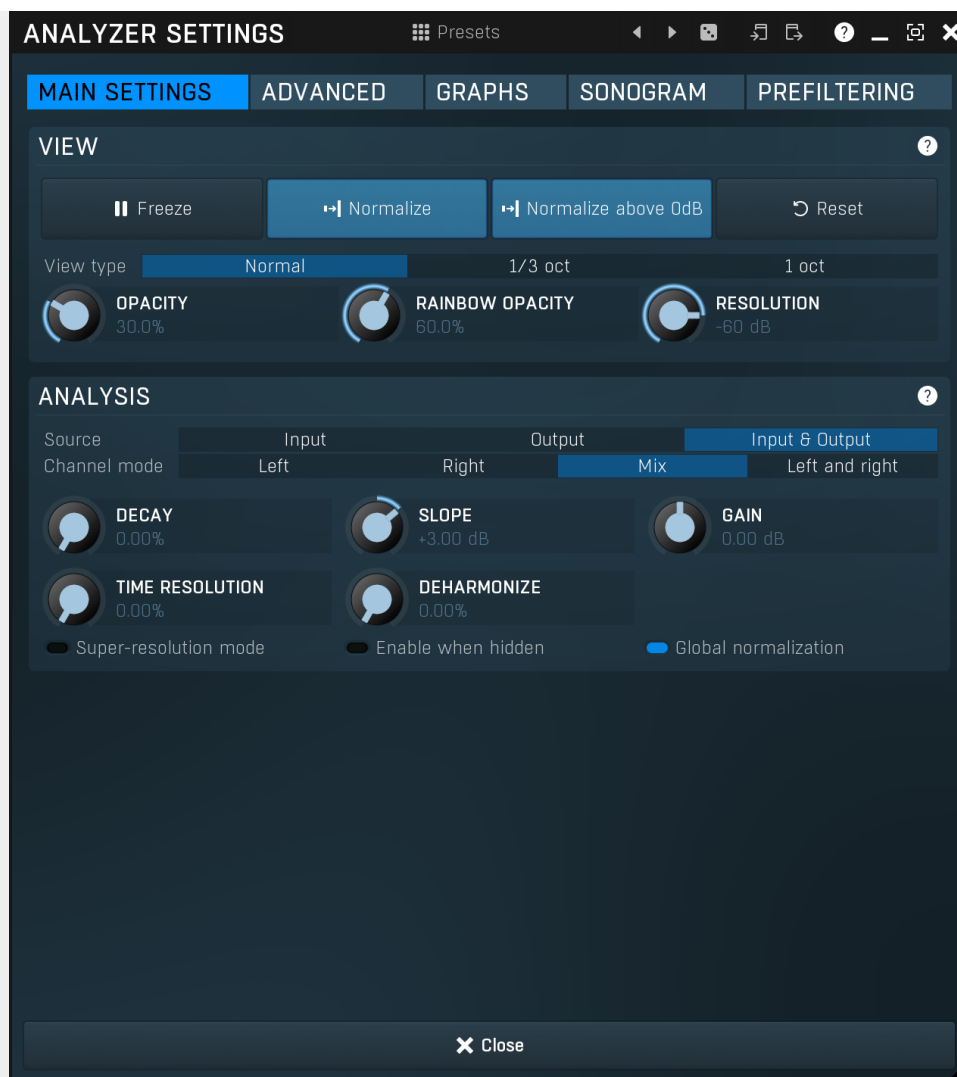 ANALYZER SETTINGS Presets ?
MAIN SETTINGS ADVANCED GRAPHS SONOGRAM PREFILTERING
VIEW ?
Freeze Normalize Normalize above 0dB Reset
View type Normal 1/3 oct 1 oct
OPACITY RAINBOW OPACITY RESOLUTION
30.0% 60.0% -60 dB
ANALYSIS ?
Source Input Output Input & Output
Channel mode Left Right Mix Left and right
DECAY SLOPE GAIN
0.00% +3.00 dB 0.00 dB
TIME RESOLUTION DEHARMONIZE
0.00% 0.00%
Super-resolution mode Enable when hidden Global normalization
Close